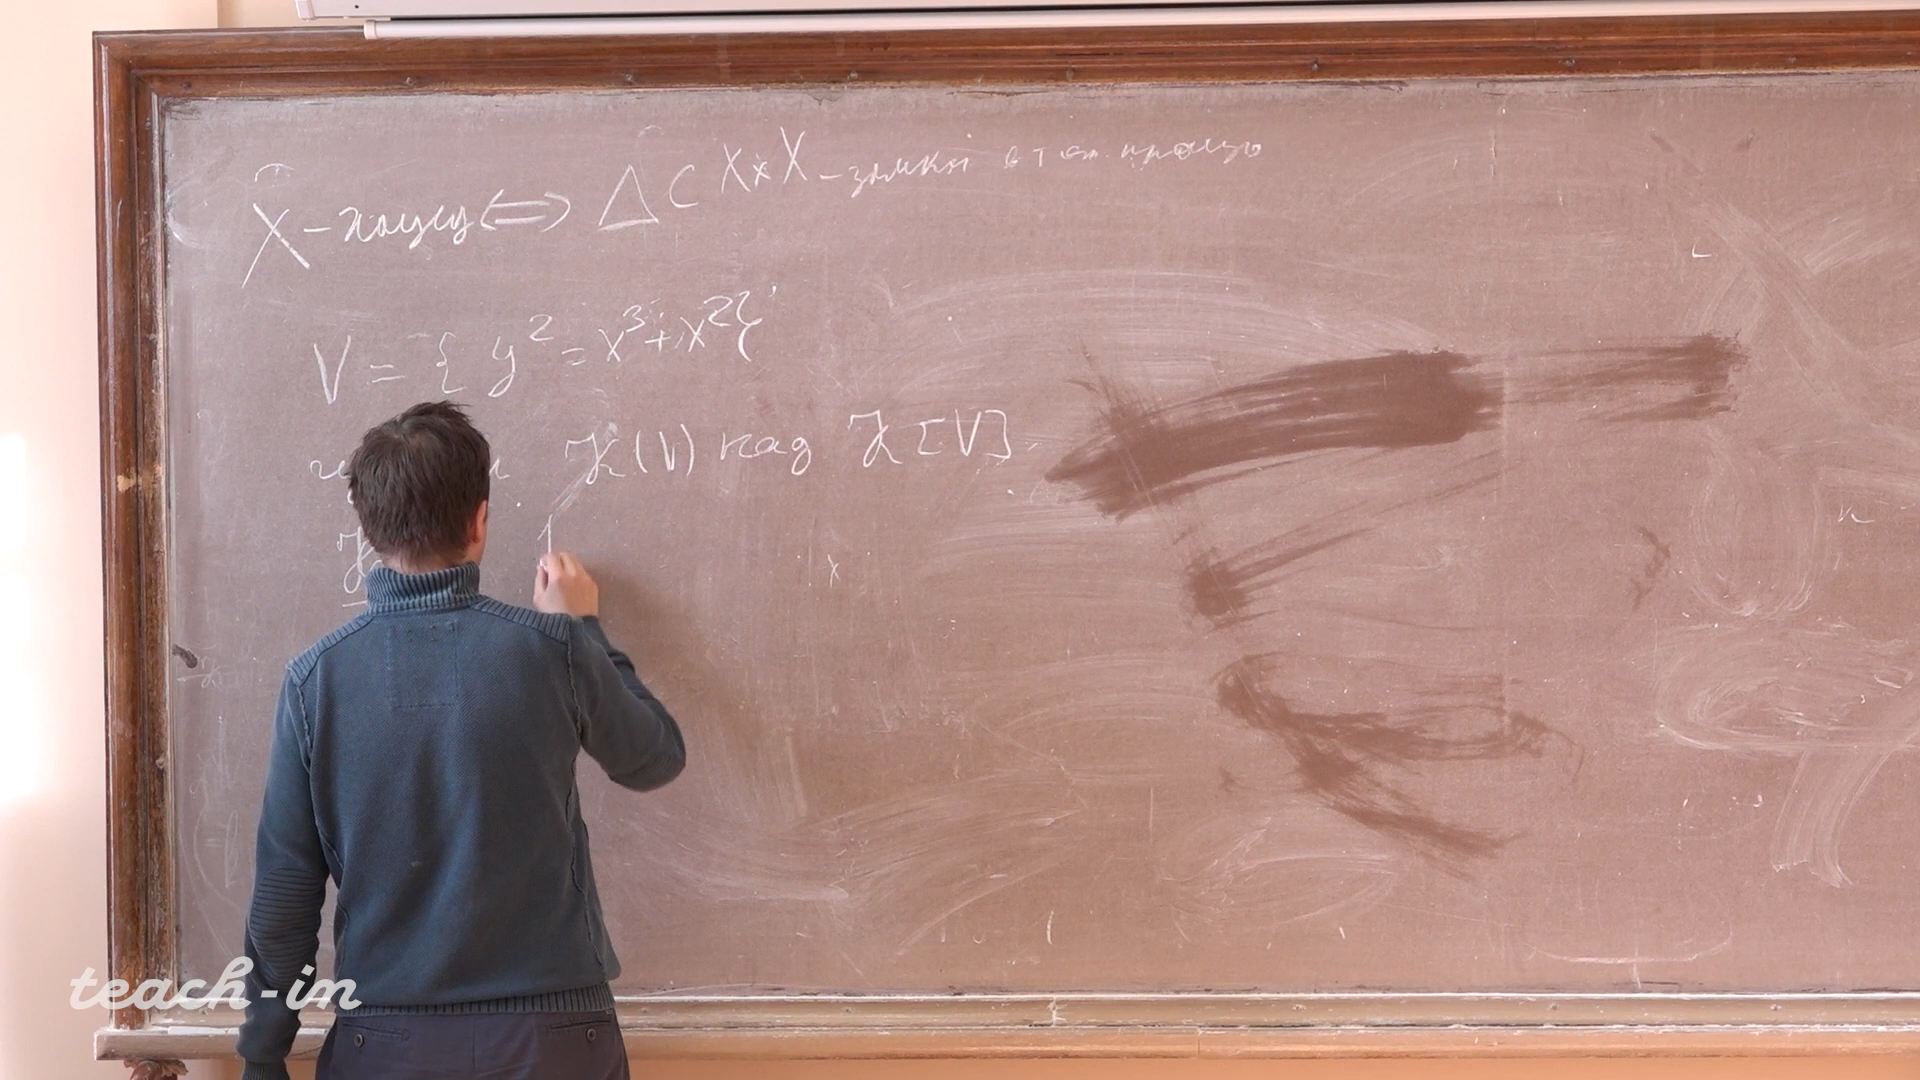 X - хаусд ⟺ Δ ⊂ X × X - замкн в топ. произв
V = { y² = x³ + x² }
K(V) над K[V]
teach-in